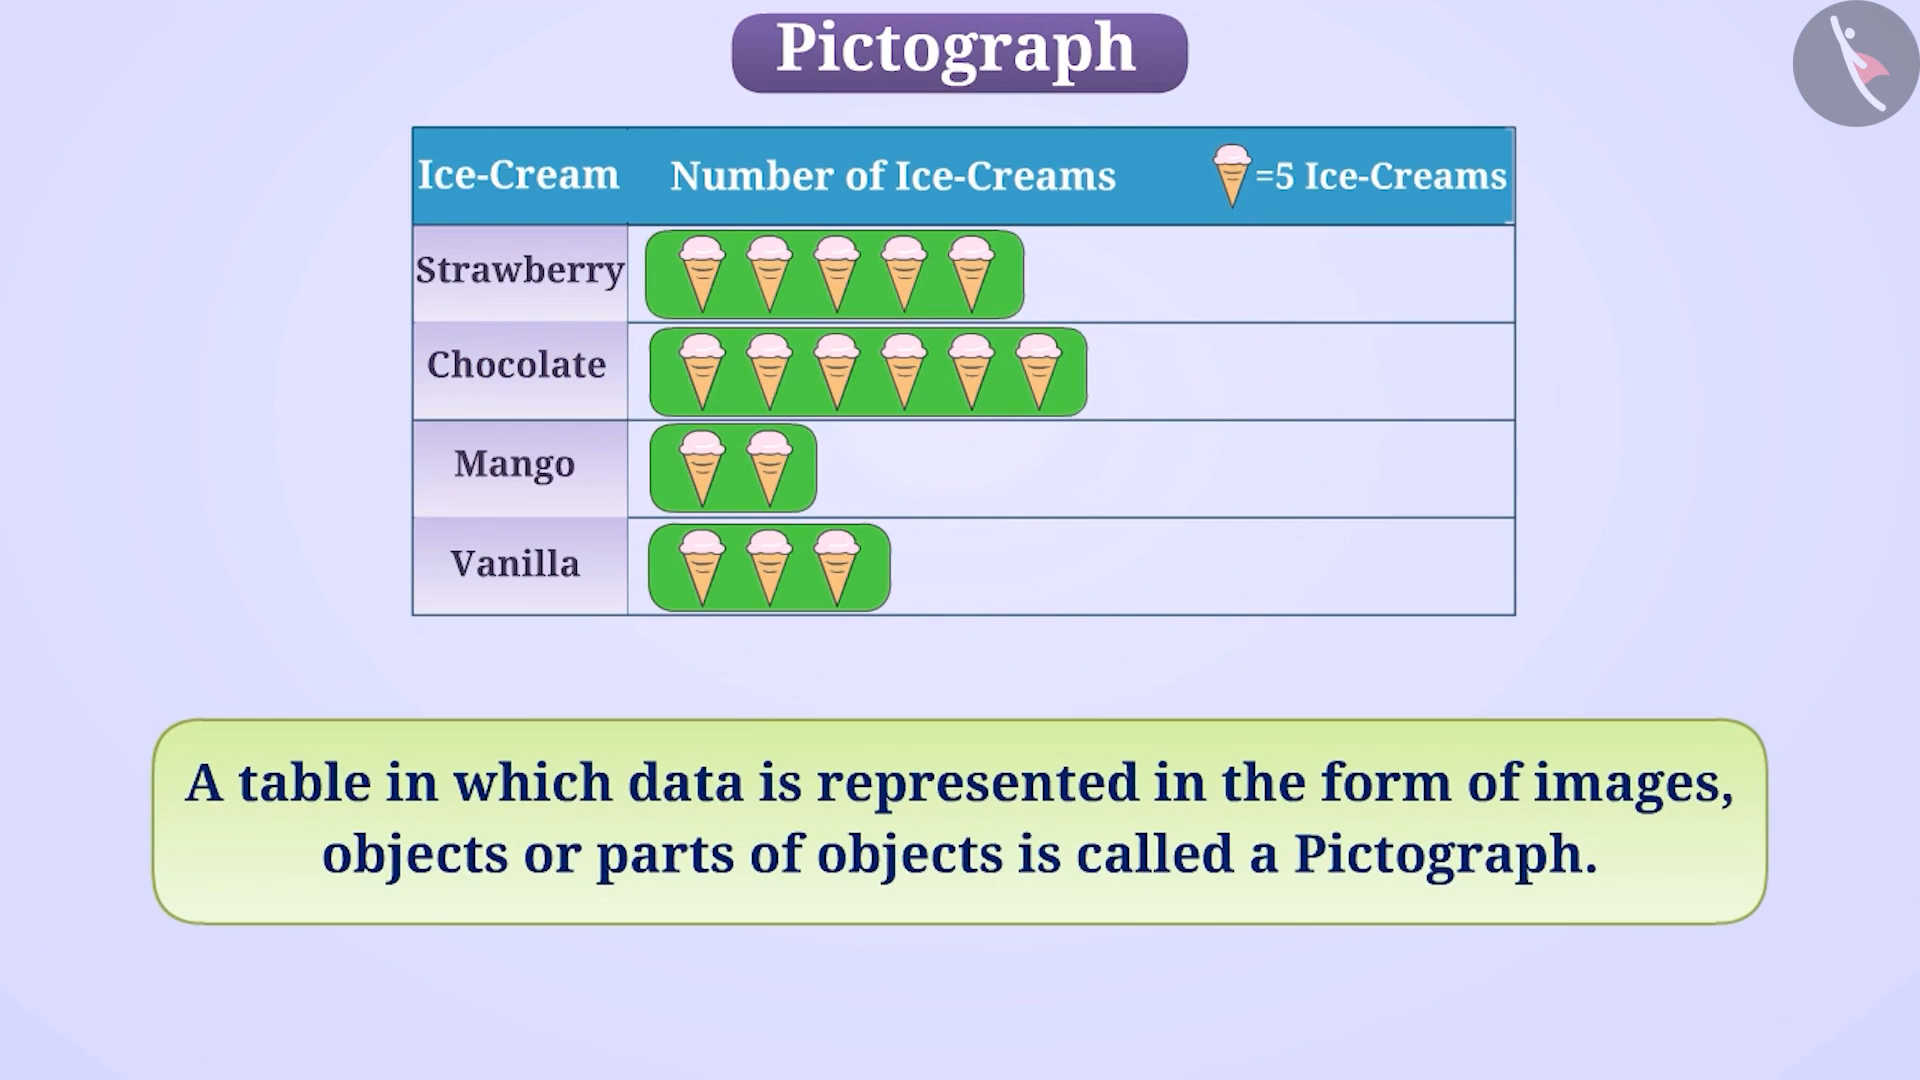 Pictograph
Ice-Cream Number of Ice-Creams =5 Ice-Creams
Strawberry
Chocolate
Mango
Vanilla
A table in which data is represented in the form of images,
objects or parts of objects is called a Pictograph.